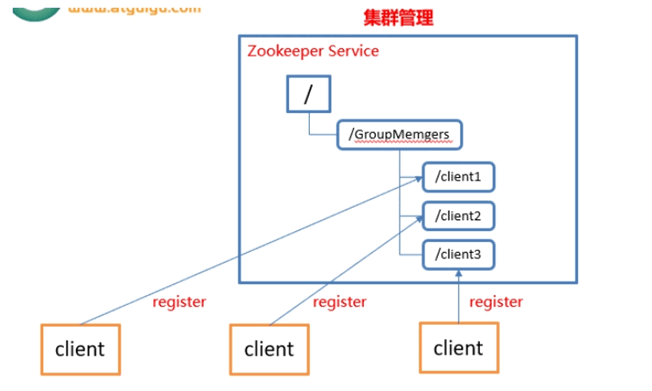 www.atguigu.com
集群管理
Zookeeper Service
/
/GroupMemgers
/client1
/client2
/client3
register
register
register
client
client
client